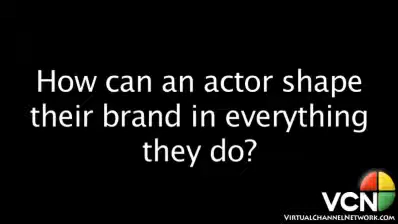 How can an actor shape
their brand in everything
they do?
VCN
VirtualChannelNetwork.com